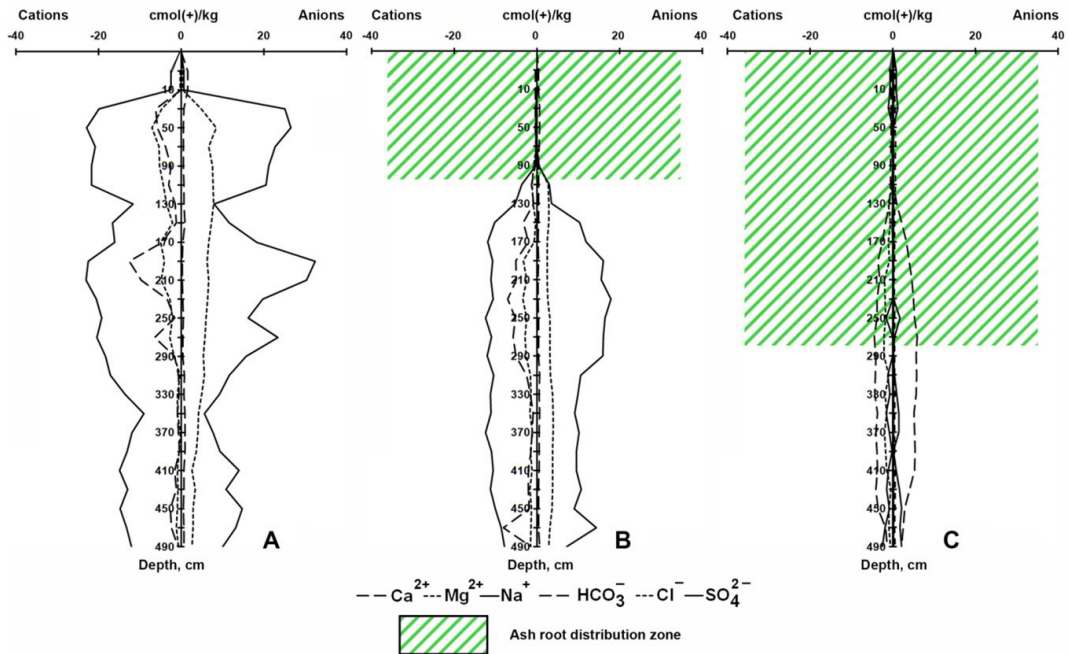 Cations cmol(+)/kg Anions Cations cmol(+)/kg Anions Cations cmol(+)/kg Anions
-40 -20 0 20 40 -40 -20 0 20 40 -40 -20 0 20 40
10 10 10
50 50 50
90 90 90
130 130 130
170 170 170
210 210 210
250 250 250
290 290 290
330 330 330
370 370 370
410 410 410
450 450 450
490 490 490
A B C
Depth, cm Depth, cm Depth, cm
Ca²⁺ Mg²⁺ Na⁺ HCO₃⁻ Cl⁻ SO₄²⁻
Ash root distribution zone